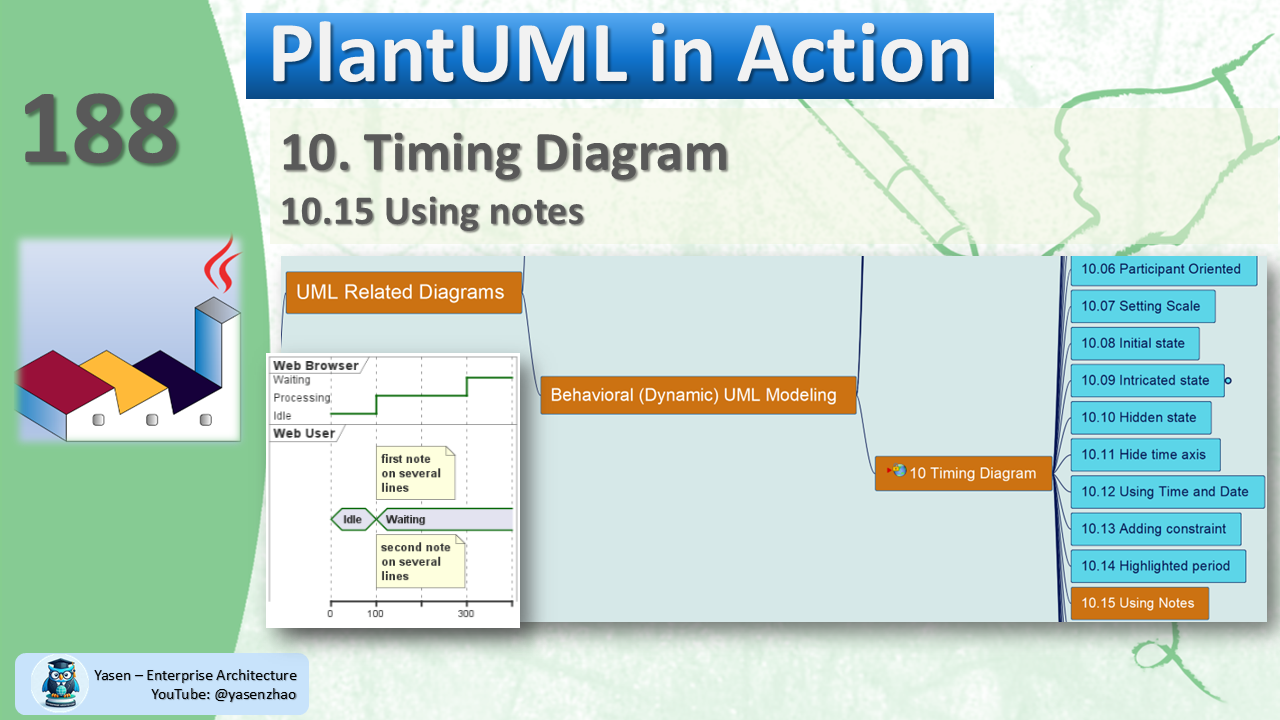 PlantUML in Action
188
10. Timing Diagram
10.15 Using notes
UML Related Diagrams
Behavioral (Dynamic) UML Modeling
10 Timing Diagram
10.06 Participant Oriented
10.07 Setting Scale
10.08 Initial state
10.09 Intricated state
10.10 Hidden state
10.11 Hide time axis
10.12 Using Time and Date
10.13 Adding constraint
10.14 Highlighted period
10.15 Using Notes
Web Browser
Waiting
Processing
Idle
Web User
first note
on several
lines
Idle Waiting
second note
on several
lines
0 100 300
Yasen – Enterprise Architecture
YouTube: @yasenzhao